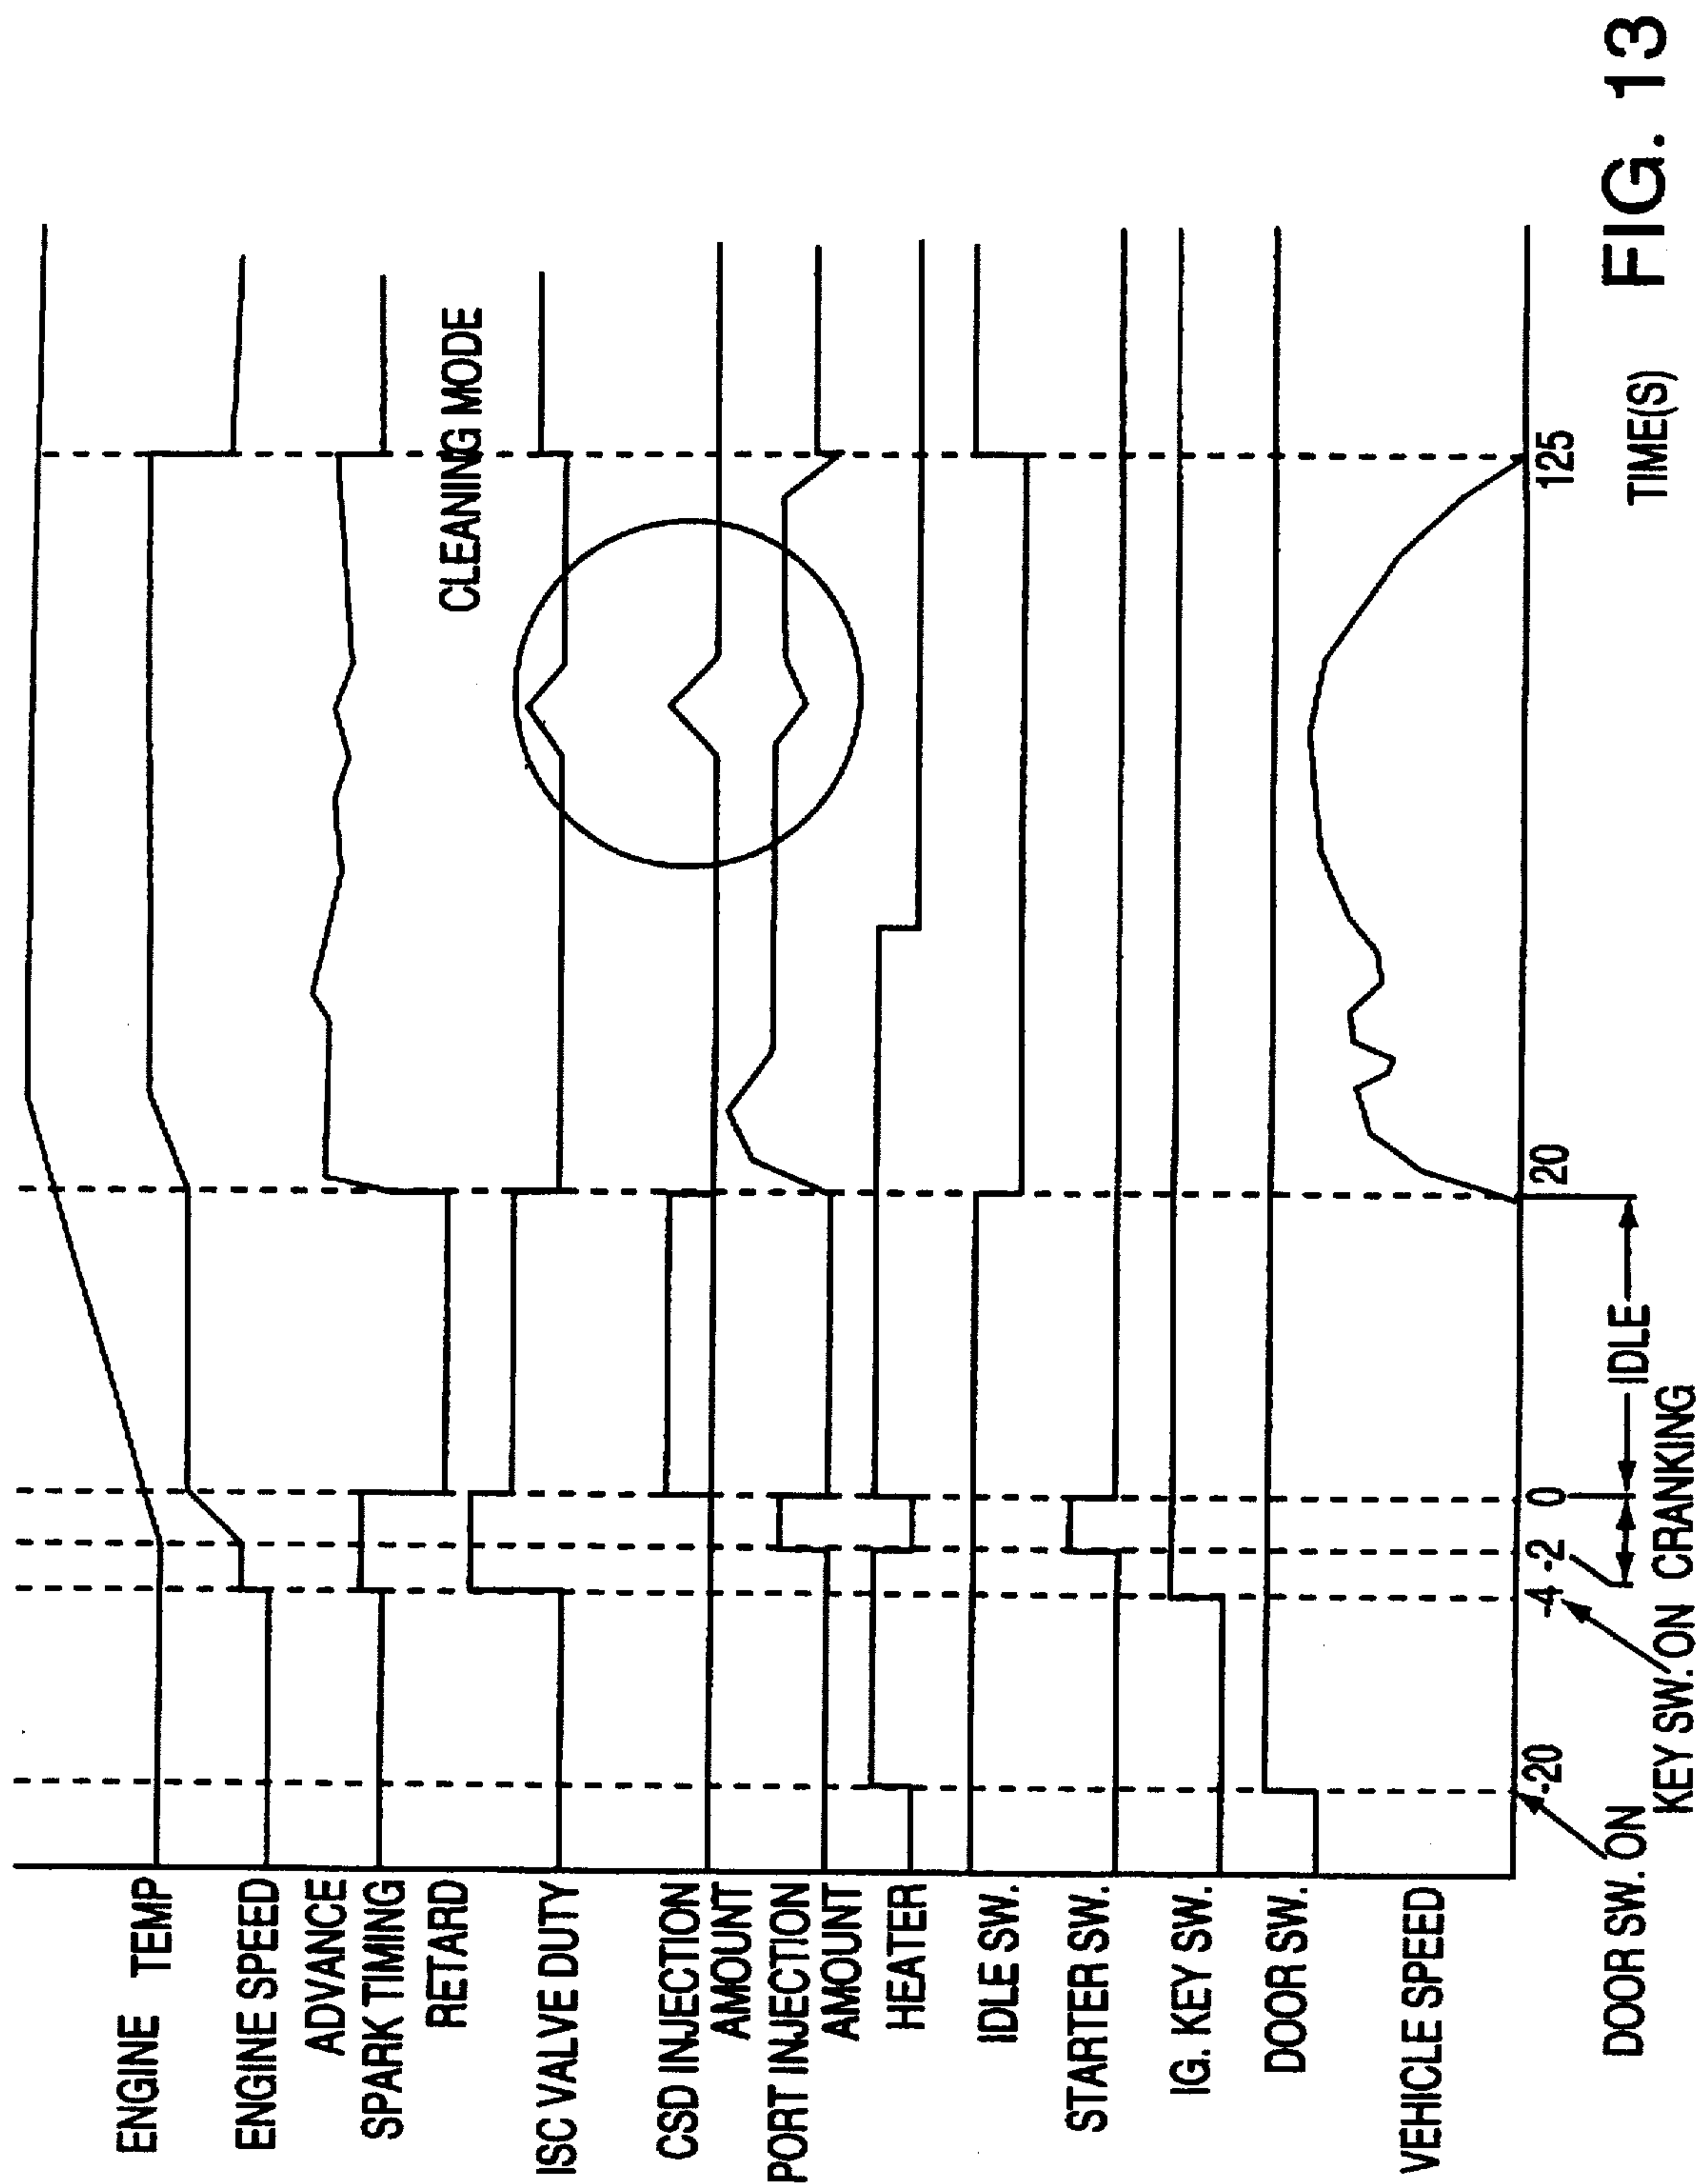 ENGINE TEMP
ENGINE SPEED
ADVANCE
SPARK TIMING
RETARD
ISC VALVE DUTY
CSD INJECTION
AMOUNT
PORT INJECTION
AMOUNT
HEATER
IDLE SW.
STARTER SW.
IG. KEY SW.
DOOR SW.
VEHICLE SPEED
CLEANING MODE
-20
-4
-2
0
20
125
DOOR SW. ON
KEY SW. ON
CRANKING
IDLE
TIME(S)
FIG. 13